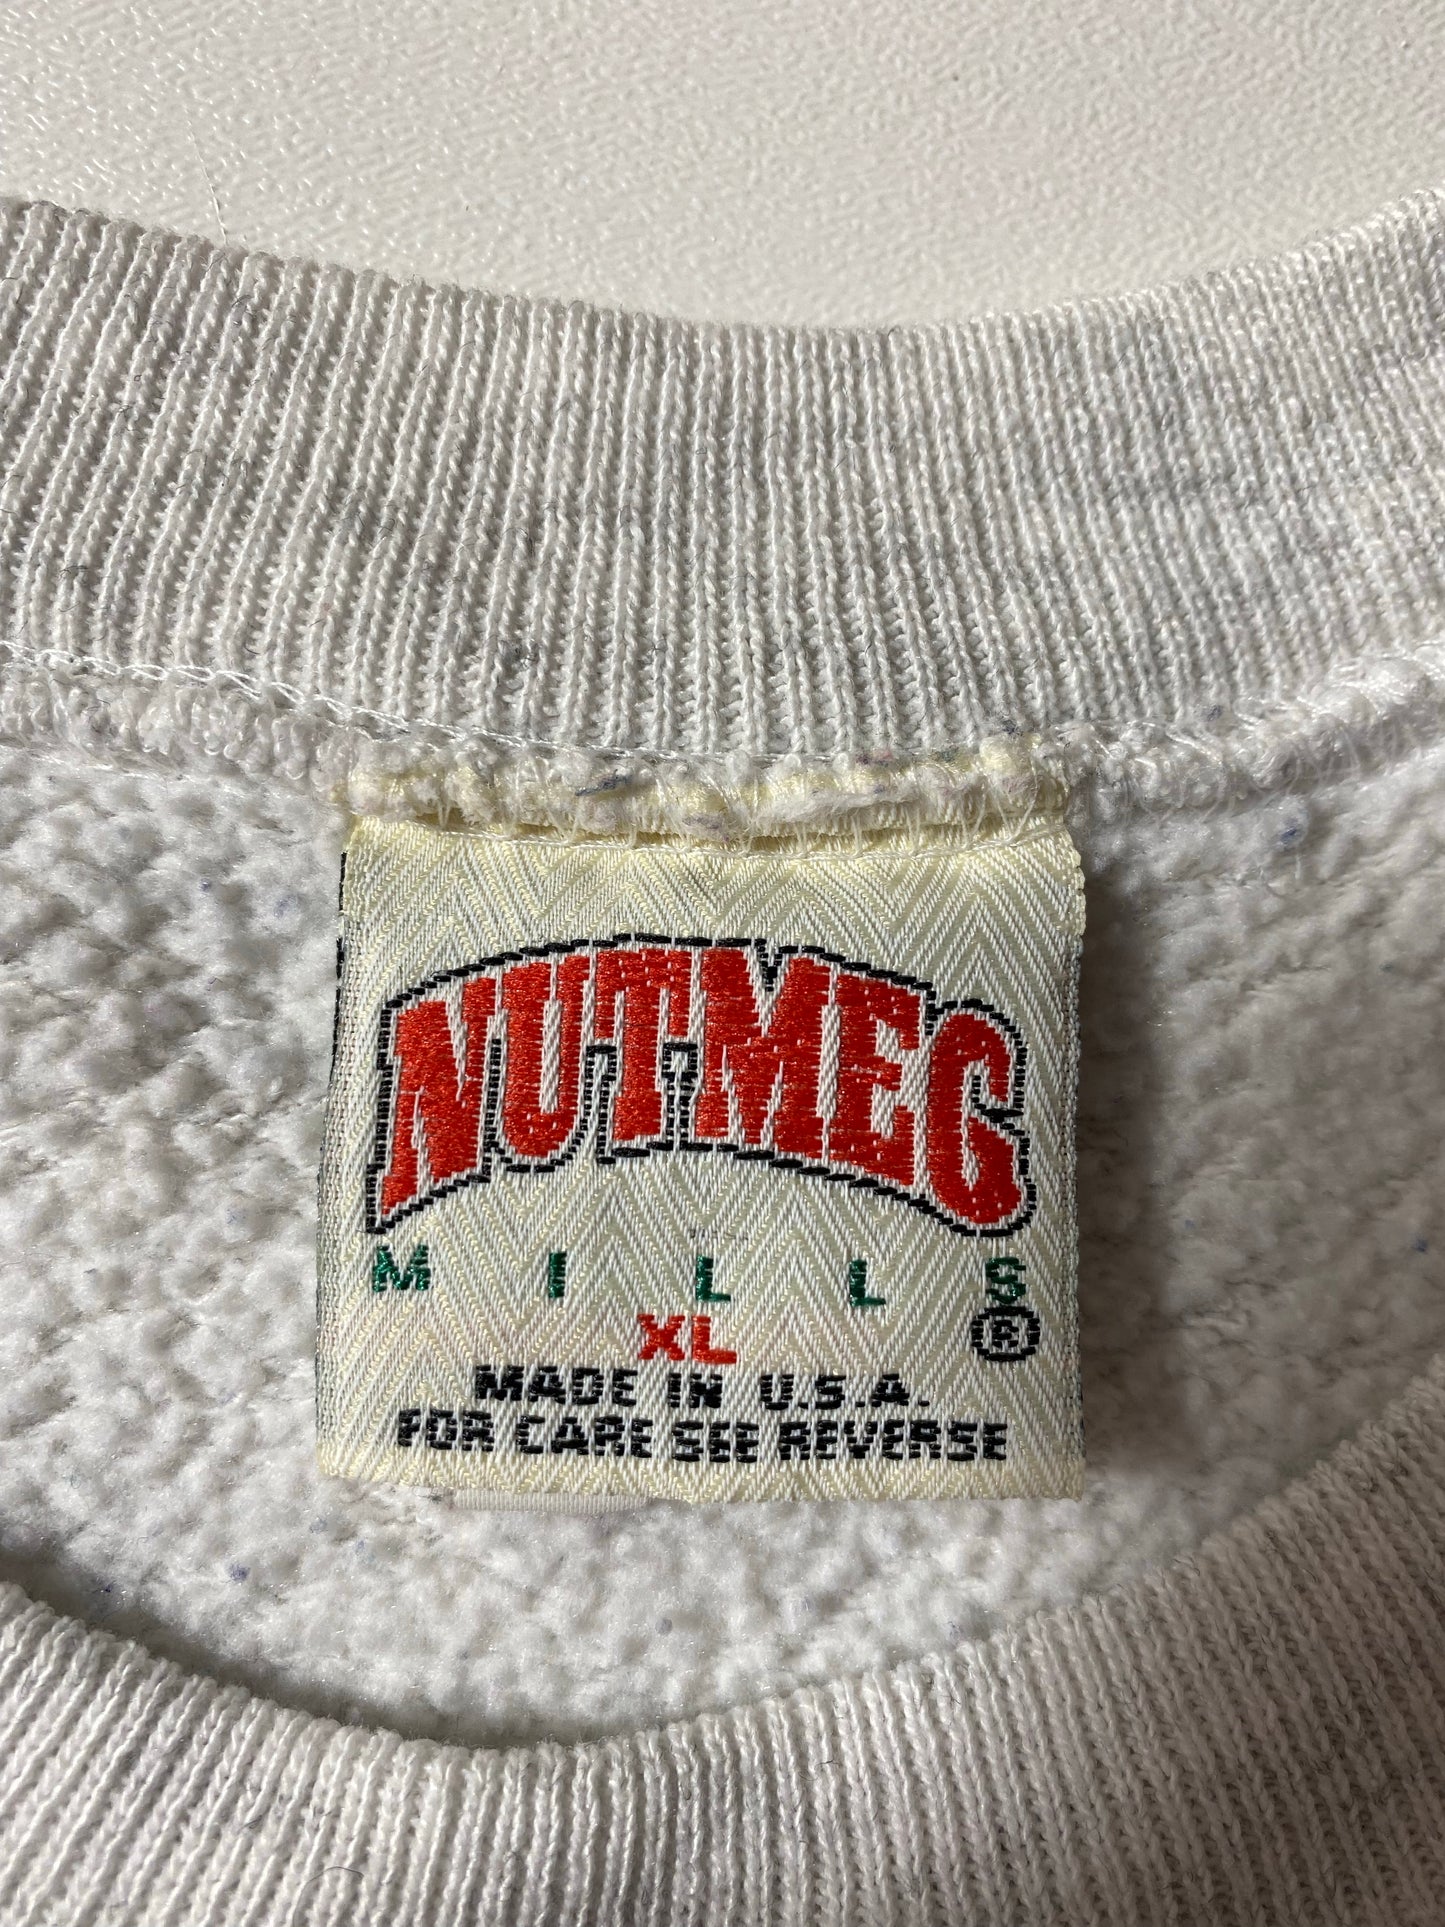 NUTMEG
MILLS
XL ®
MADE IN U.S.A.
FOR CARE SEE REVERSE